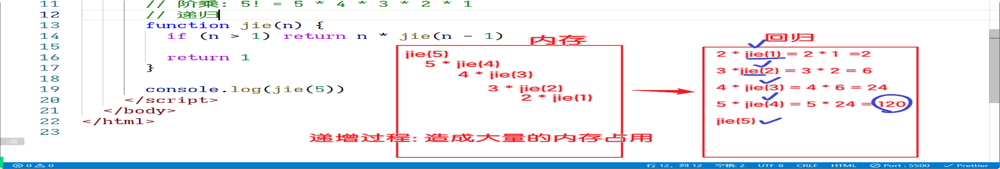 11 // 阶乘: 5! = 5 * 4 * 3 * 2 * 1
12 // 递归
13 function jie(n) {
14 if (n > 1) return n * jie(n - 1)
15
16 return 1
17 }
18
19 console.log(jie(5))
20 </script>
21 </body>
22 </html>
23
内存
jie(5)
5 * jie(4)
4 * jie(3)
3 * jie(2)
2 * jie(1)
递增过程: 造成大量的内存占用
回归
2 * jie(1) = 2 * 1 =2
3 *jie(2) = 3 * 2 = 6
4 * jie(3) = 4 * 6 = 24
5 * jie(4) = 5 * 24 = 120
jie(5)
0 0 行 12, 列 12 空格: 2 UTF-8 CRLF HTML Port : 5500 Prettier